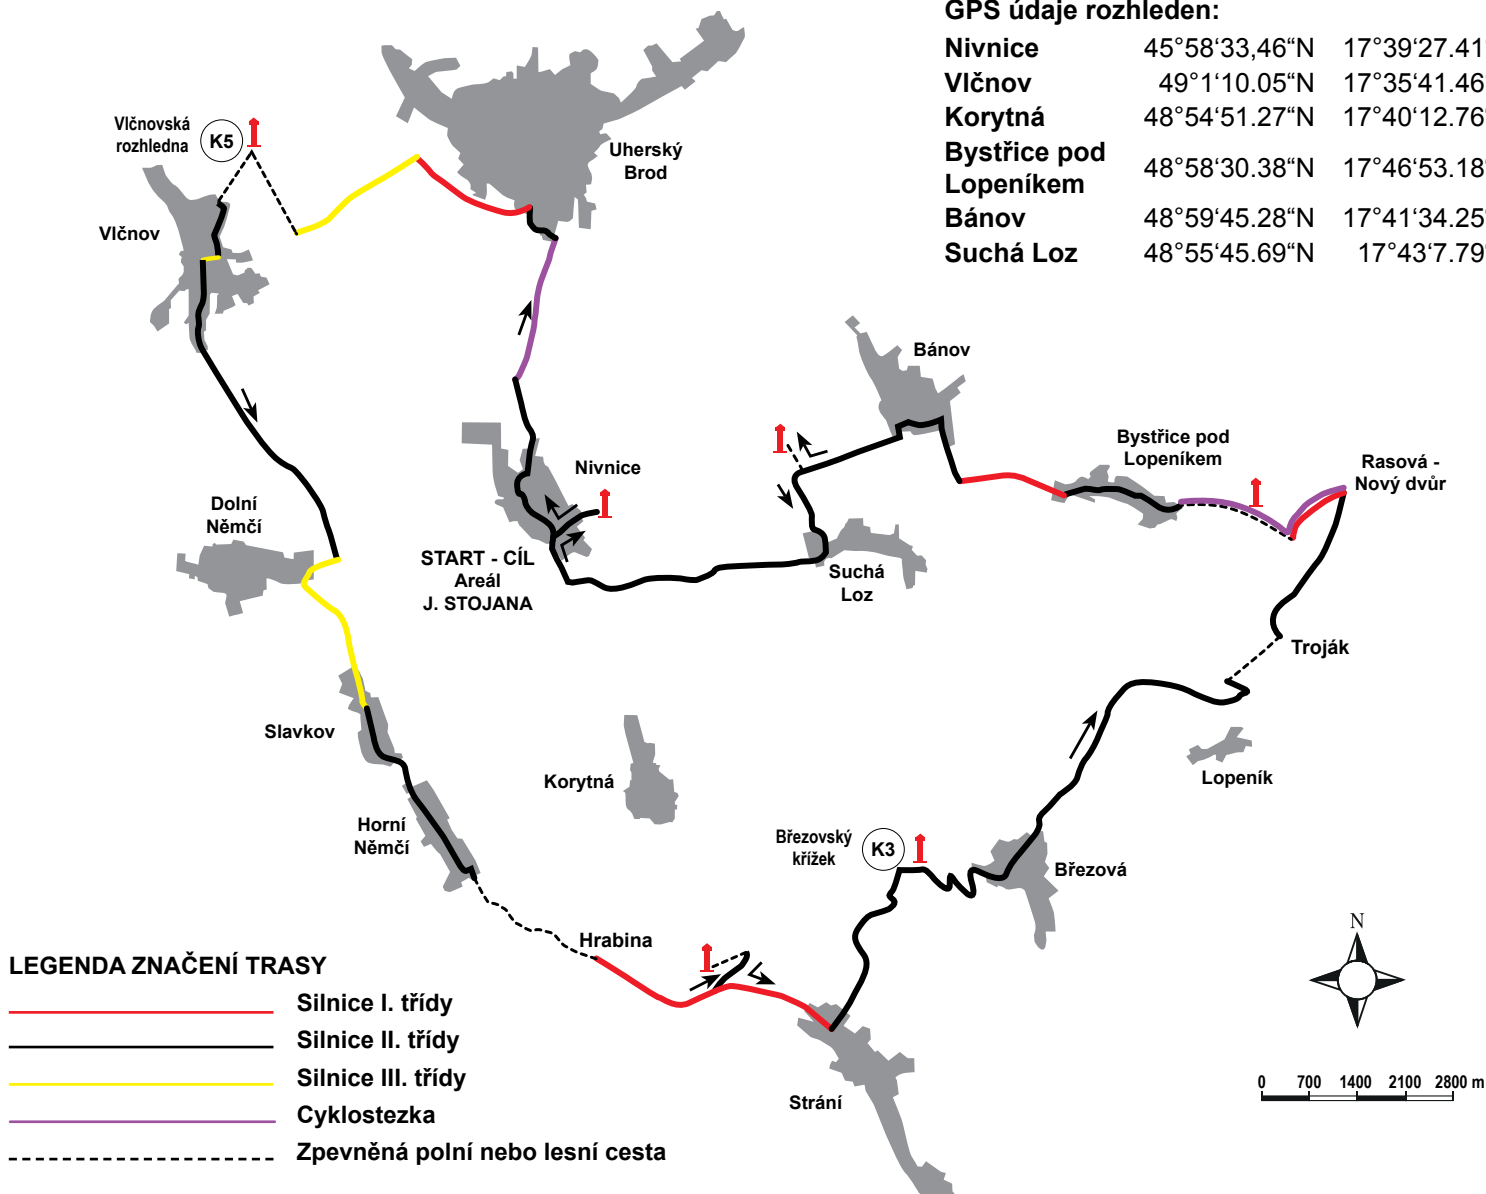 GPS údaje rozhleden:
Nivnice 45°58‘33,46“N 17°39‘27.41“
Vlčnov 49°1‘10.05“N 17°35‘41.46“
Korytná 48°54‘51.27“N 17°40‘12.76“
Bystřice pod
Lopeníkem 48°58‘30.38“N 17°46‘53.18“
Bánov 48°59‘45.28“N 17°41‘34.25“
Suchá Loz 48°55‘45.69“N 17°43‘7.79“
Vlčnovská
rozhledna
K5
Uherský
Brod
Vlčnov
Bánov
Bystřice pod
Lopeníkem
Rasová -
Nový dvůr
Nivnice
Dolní
Němčí
START - CÍL
Areál
J. STOJANA
Suchá
Loz
Troják
Slavkov
Korytná
Lopeník
Horní
Němčí
Březovský
křížek
K3
Březová
Hrabina
N
Strání
0 700 1400 2100 2800 m
LEGENDA ZNAČENÍ TRASY
Silnice I. třídy
Silnice II. třídy
Silnice III. třídy
Cyklostezka
Zpevněná polní nebo lesní cesta